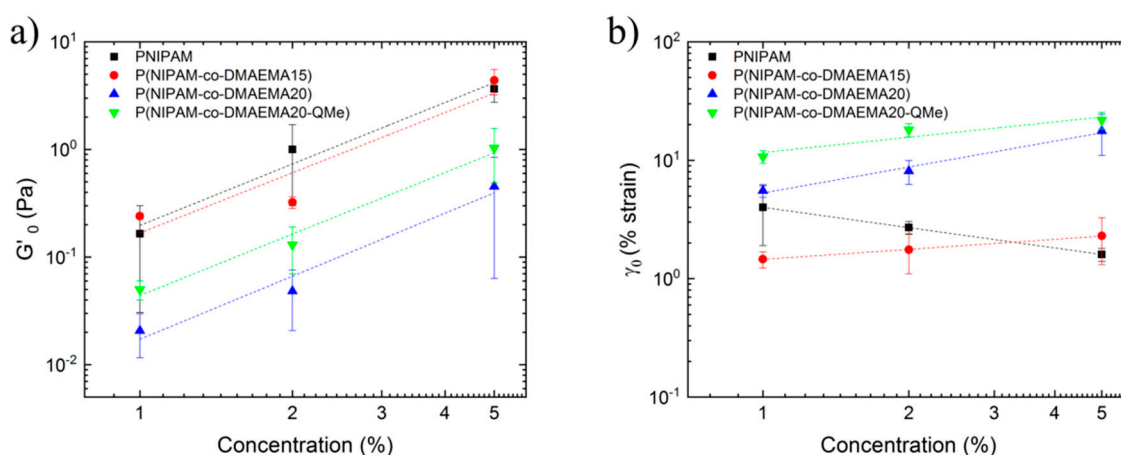 a)
10^1
10^0
10^-1
10^-2
G'0 (Pa)
PNIPAM
P(NIPAM-co-DMAEMA15)
P(NIPAM-co-DMAEMA20)
P(NIPAM-co-DMAEMA20-QMe)
1 2 3 4 5
Concentration (%)
b)
10^2
10^1
10^0
10^-1
γ0 (% strain)
PNIPAM
P(NIPAM-co-DMAEMA15)
P(NIPAM-co-DMAEMA20)
P(NIPAM-co-DMAEMA20-QMe)
1 2 3 4 5
Concentration (%)